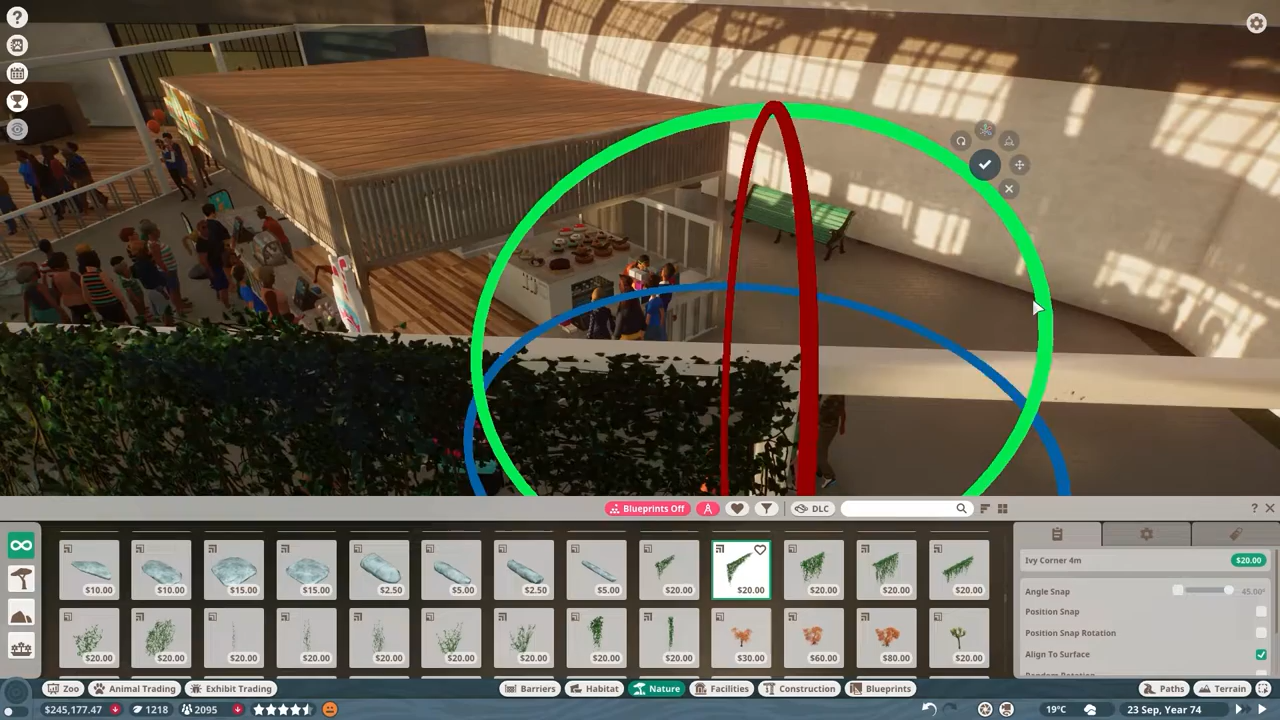 Blueprints Off
DLC
? ×
$10.00 $10.00 $15.00 $15.00 $2.50 $5.00 $2.50 $5.00 $20.00 $20.00 $20.00 $20.00 $20.00
$20.00 $20.00 $20.00 $20.00 $20.00 $20.00 $20.00 $20.00 $20.00 $30.00 $60.00 $80.00 $20.00
Ivy Corner 4m $20.00
Angle Snap 45.00°
Position Snap
Position Snap Rotation
Align To Surface
Zoo Animal Trading Exhibit Trading Barriers Habitat Nature Facilities Construction Blueprints Paths Terrain
$245,177.47 1218 2095 19°C 23 Sep, Year 74